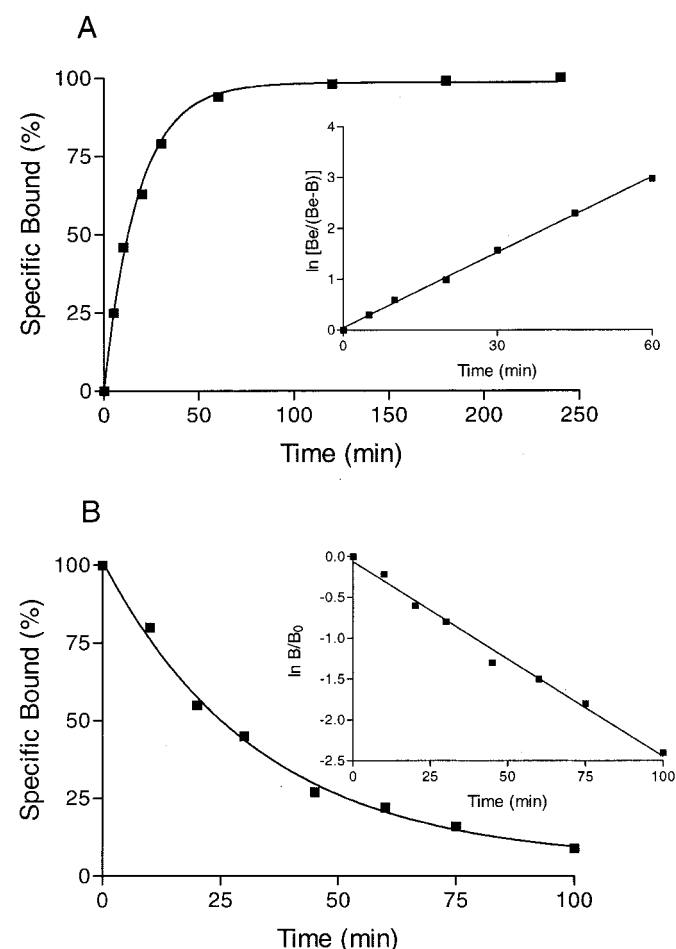 A
Specific Bound (%)
100
75
50
25
0
0 50 100 150 200 250
Time (min)
ln [Be/(Be-B)]
4
3
2
1
0
0 30 60
Time (min)
B
Specific Bound (%)
100
75
50
25
0
0 25 50 75 100
Time (min)
ln B/B₀
0.0
-0.5
-1.0
-1.5
-2.0
-2.5
0 25 50 75 100
Time (min)